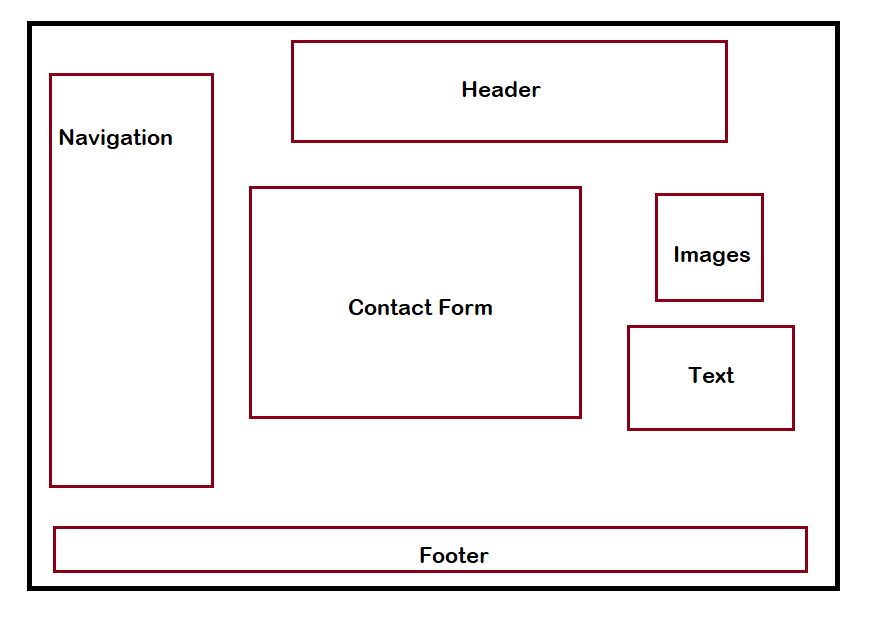 Header
Navigation
Images
Contact Form
Text
Footer